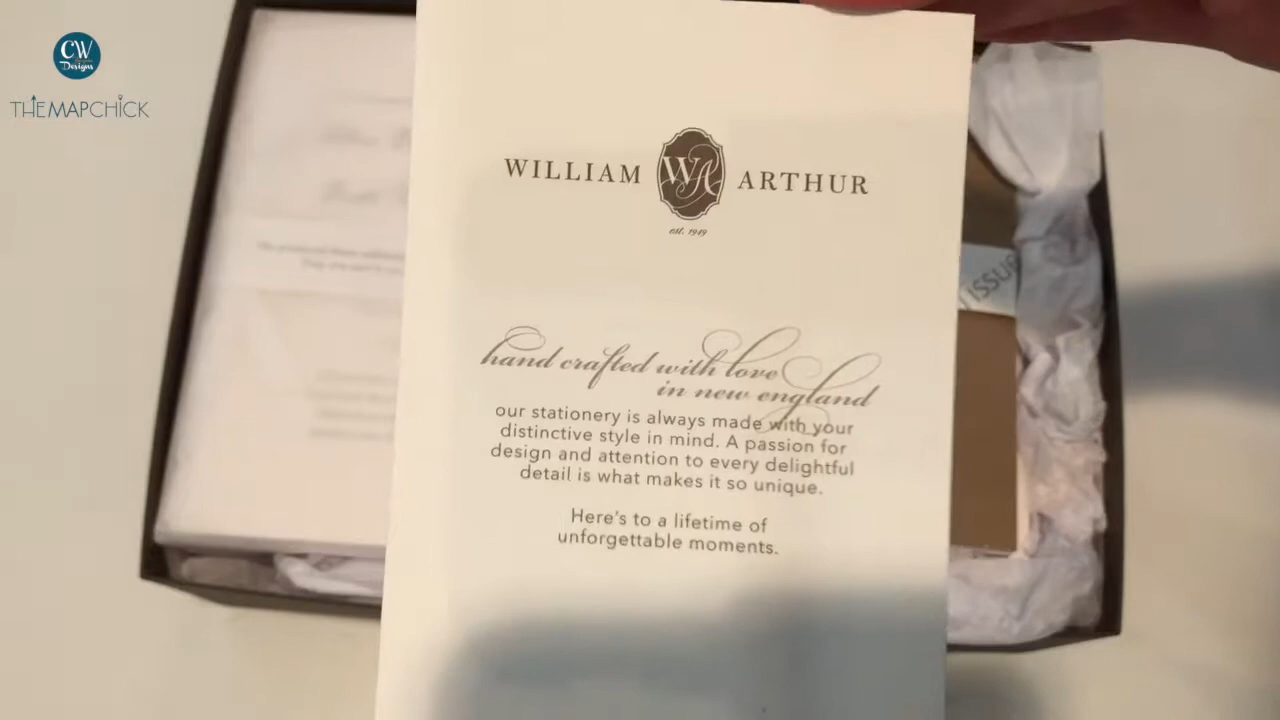 CW
Designs
THEMAPCHICK
WILLIAM WA ARTHUR
est. 1949
hand crafted with love
in new england
our stationery is always made with your
distinctive style in mind. A passion for
design and attention to every delightful
detail is what makes it so unique.
Here's to a lifetime of
unforgettable moments.
TISSUE